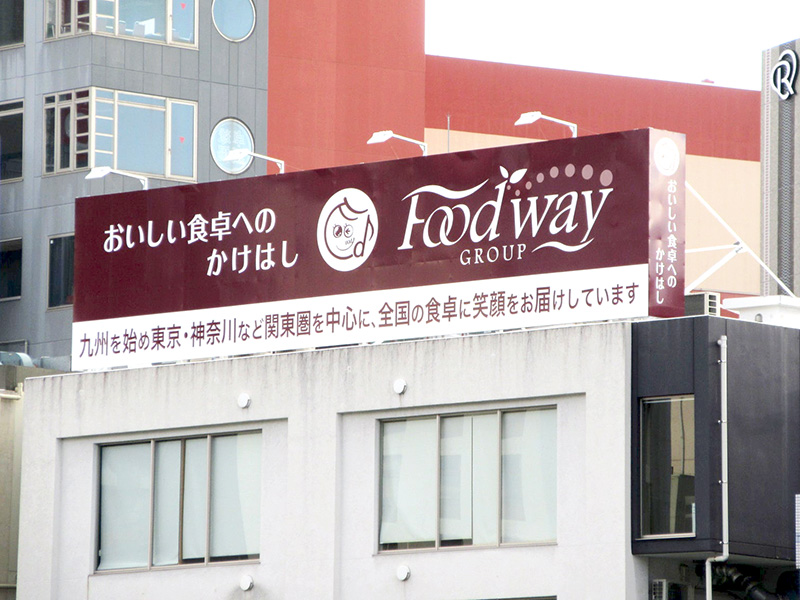 おいしい食卓への
かけはし
Foodway
GROUP
九州を始め東京・神奈川など関東圏を中心に、全国の食卓に笑顔をお届けしています
おいしい食卓への
かけはし
R